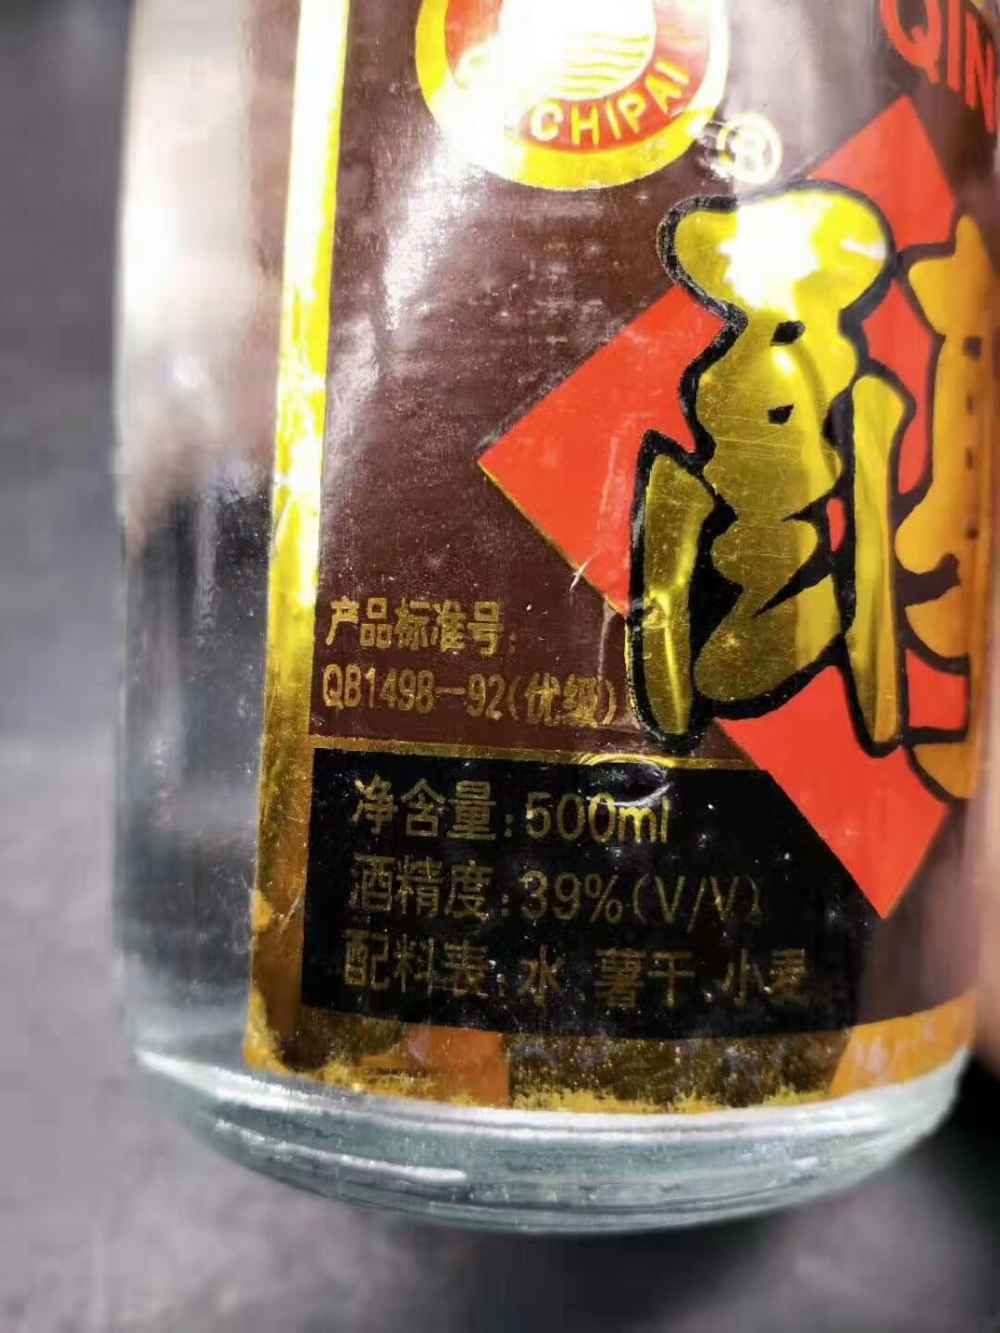 CHIPAI
®
QIN
产品标准号:
QB1498—92(优级)
净含量:500ml
酒精度:39%(V/V)
配料表:水 薯干 小麦